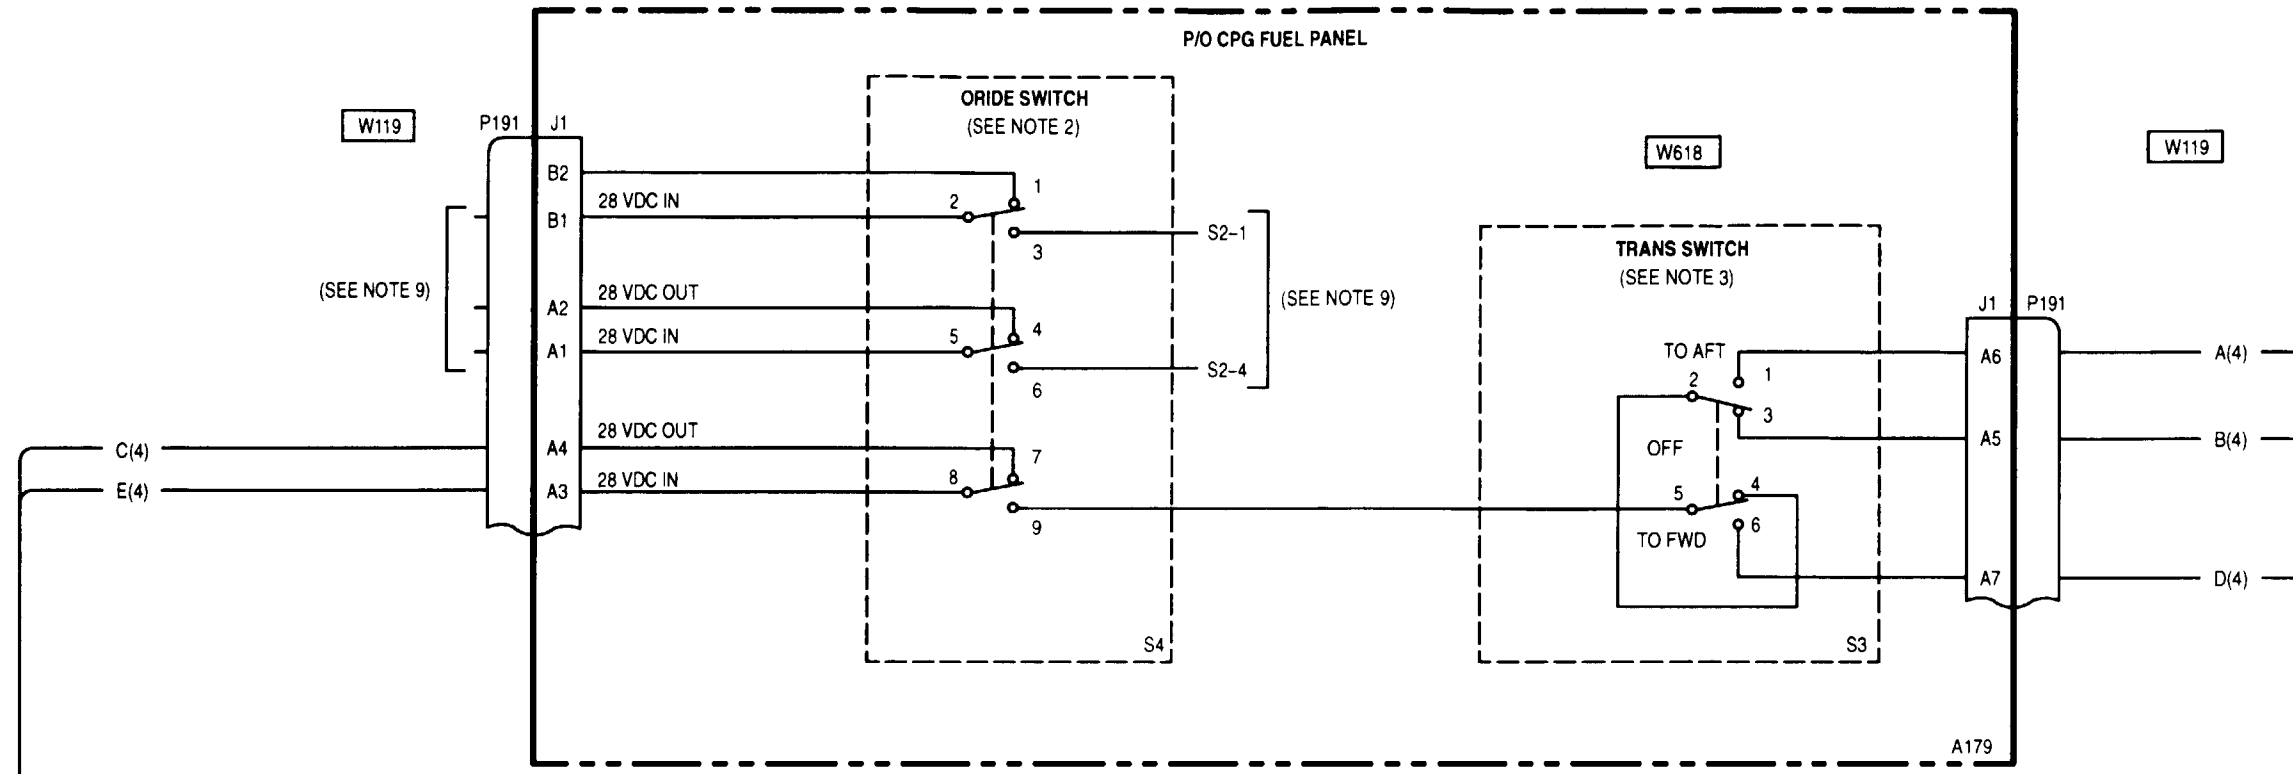 P/O CPG FUEL PANEL
ORIDE SWITCH
(SEE NOTE 2)
W119
P191
J1
W618
W119
B2
1
28 VDC IN
2
B1
S2-1
3
TRANS SWITCH
(SEE NOTE 3)
(SEE NOTE 9)
28 VDC OUT
(SEE NOTE 9)
A2
J1
P191
4
28 VDC IN
5
A1
TO AFT
A6
A(4)
S2-4
6
1
2
3
28 VDC OUT
C(4)
A4
7
OFF
A5
B(4)
28 VDC IN
8
E(4)
A3
5
4
9
6
TO FWD
A7
D(4)
S4
S3
A179